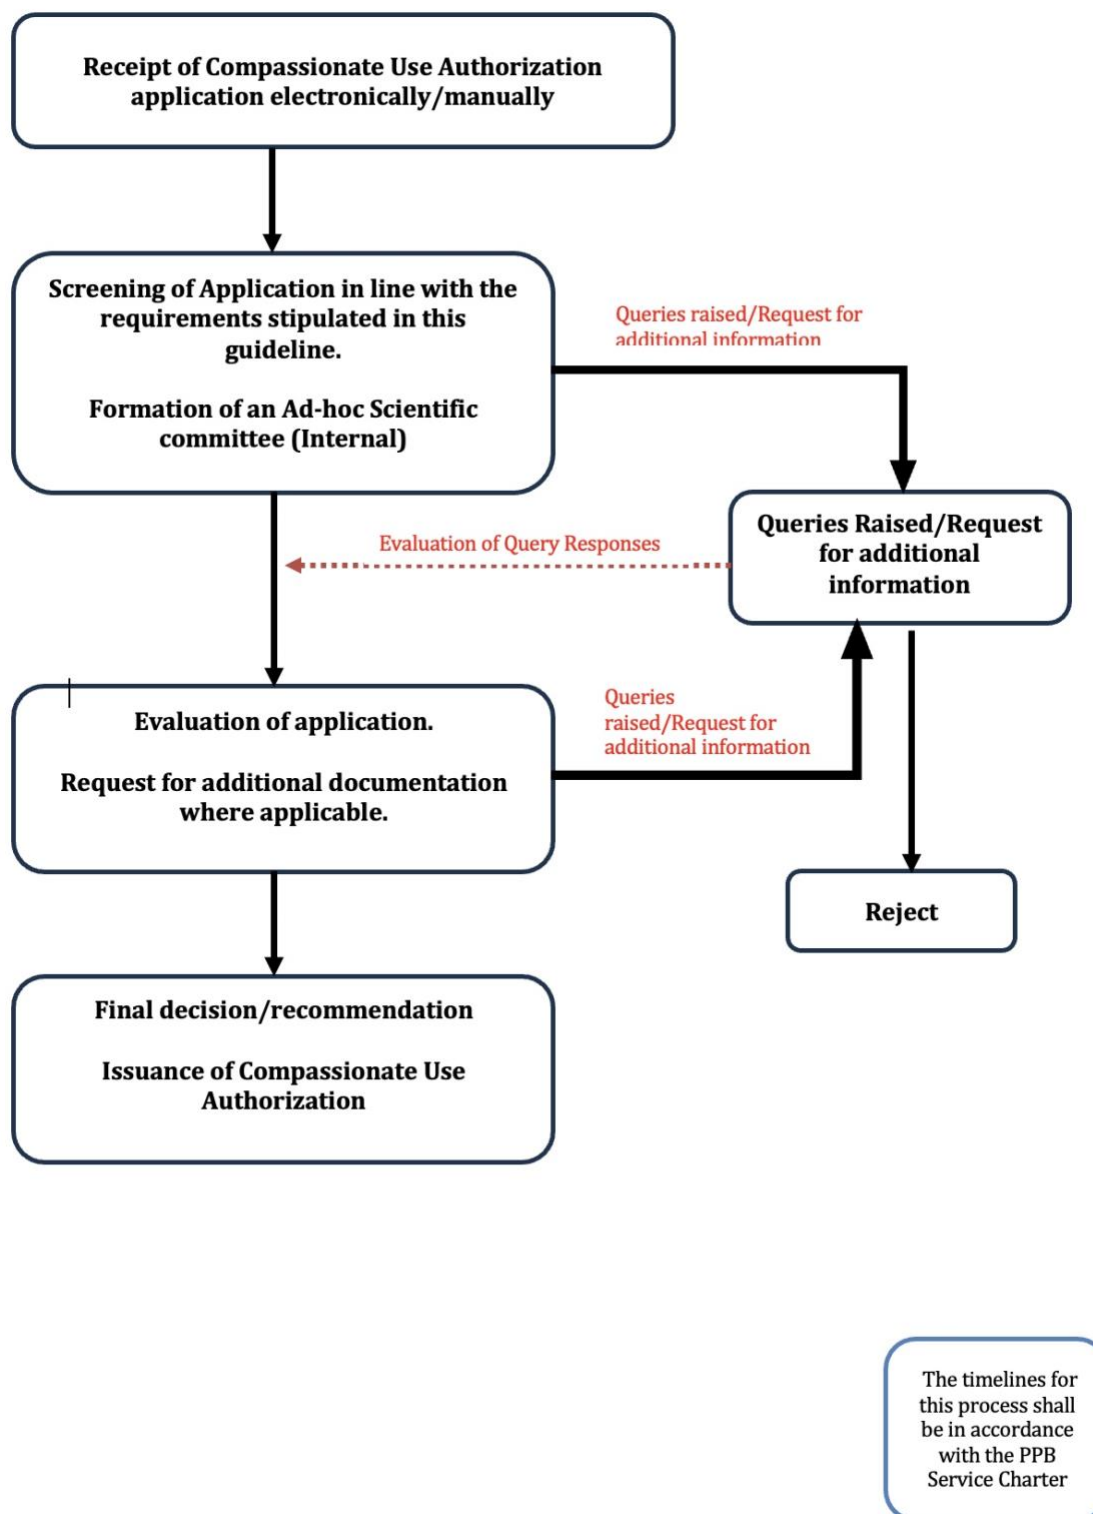 Receipt of Compassionate Use Authorization
application electronically/manually
Screening of Application in line with the
requirements stipulated in this
guideline.
Formation of an Ad-hoc Scientific
committee (Internal)
Queries raised/Request for
additional information
Queries Raised/Request
for additional
information
Evaluation of Query Responses
Evaluation of application.
Request for additional documentation
where applicable.
Queries
raised/Request for
additional information
Reject
Final decision/recommendation
Issuance of Compassionate Use
Authorization
The timelines for
this process shall
be in accordance
with the PPB
Service Charter